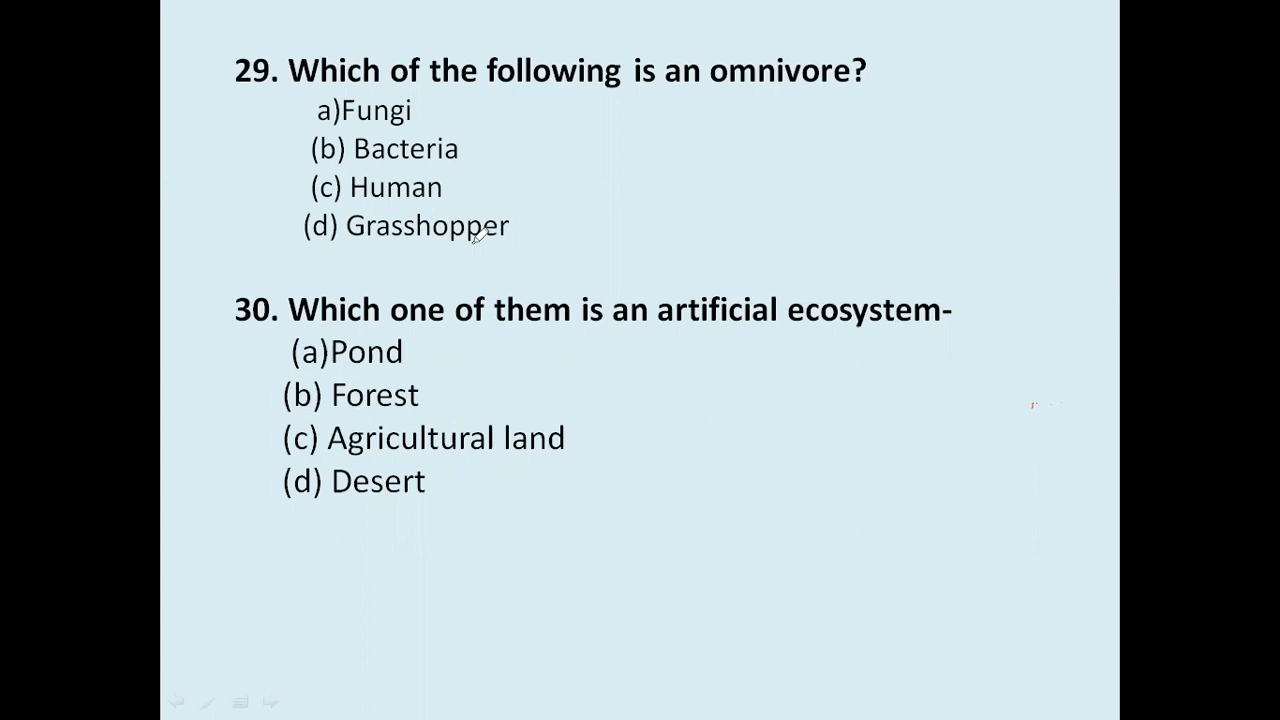 29. Which of the following is an omnivore?
a)Fungi
(b) Bacteria
(c) Human
(d) Grasshopper
30. Which one of them is an artificial ecosystem-
(a)Pond
(b) Forest
(c) Agricultural land
(d) Desert